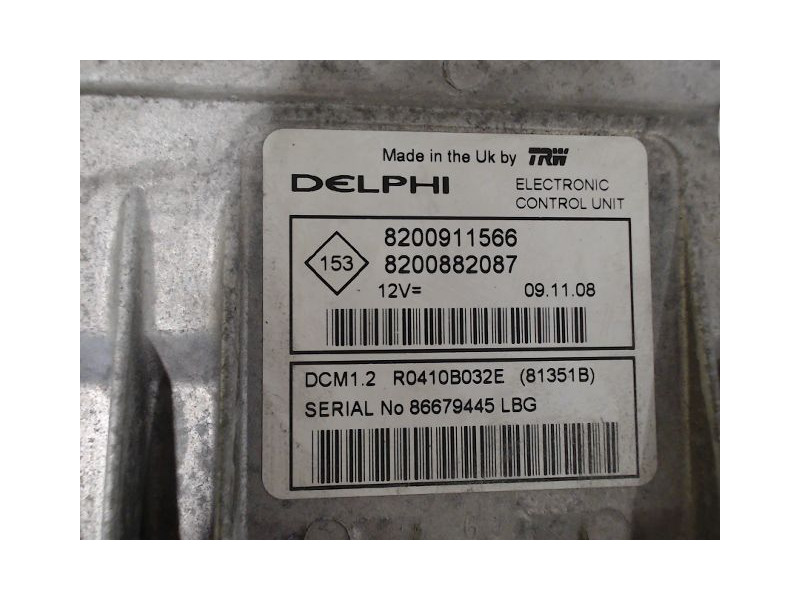 Made in the Uk by TRW
DELPHI
ELECTRONIC
CONTROL UNIT
153
8200911566
8200882087
12V=
09.11.08
DCM1.2 R0410B032E (81351B)
SERIAL No 86679445 LBG